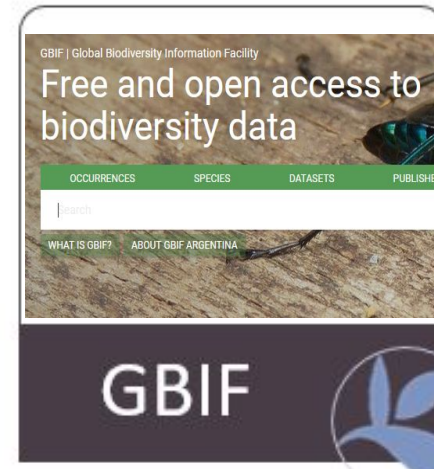 GBIF | Global Biodiversity Information Facility
Free and open access to
biodiversity data
OCCURRENCES SPECIES DATASETS PUBLISHE
Search
WHAT IS GBIF? ABOUT GBIF ARGENTINA
GBIF